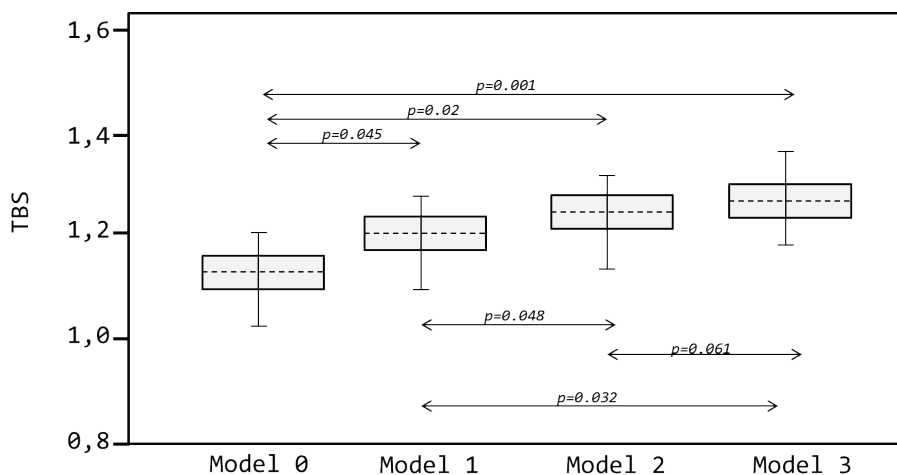 1,6
p=0.001
p=0.02
1,4
p=0.045
TBS
1,2
p=0.048
1,0
p=0.061
p=0.032
0,8
Model 0
Model 1
Model 2
Model 3